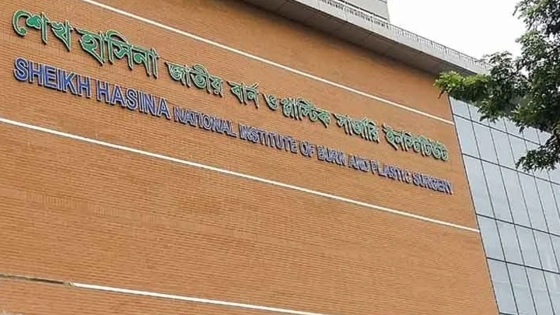 শেখ হাসিনা জাতীয় বার্ন ও প্লাস্টিক সার্জারি ইনস্টিটিউট
SHEIKH HASINA NATIONAL INSTITUTE OF BURN AND PLASTIC SURGERY